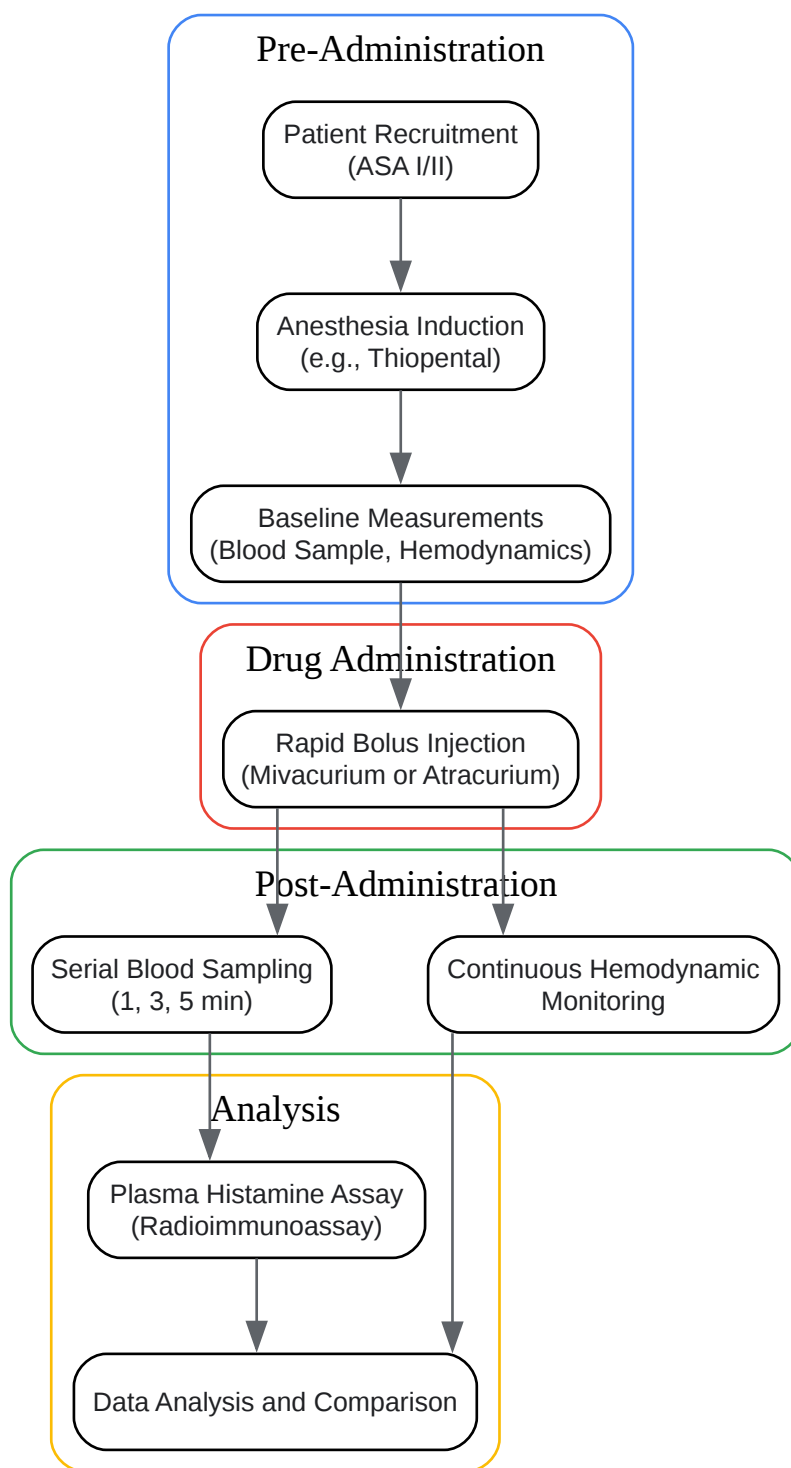 Pre-Administration
Patient Recruitment
(ASA I/II)
Anesthesia Induction
(e.g., Thiopental)
Baseline Measurements
(Blood Sample, Hemodynamics)
Drug Administration
Rapid Bolus Injection
(Mivacurium or Atracurium)
Post-Administration
Serial Blood Sampling
(1, 3, 5 min)
Continuous Hemodynamic
Monitoring
Analysis
Plasma Histamine Assay
(Radioimmunoassay)
Data Analysis and Comparison